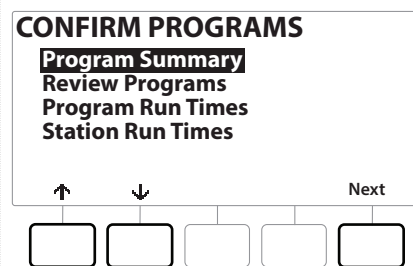 CONFIRM PROGRAMS
Program Summary
Review Programs
Program Run Times
Station Run Times
↑ ↓ Next